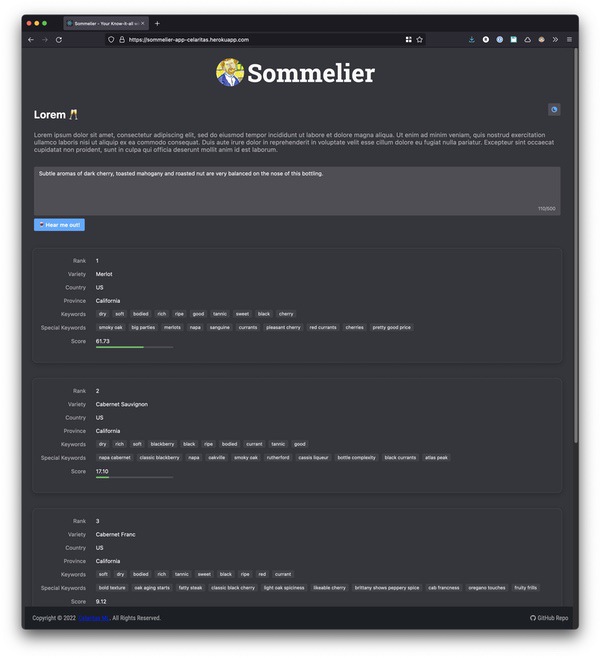 Sommelier - Your Know-it-all w
https://sommelier-app-celaritas.herokuapp.com
Sommelier
Lorem
Lorem ipsum dolor sit amet, consectetur adipiscing elit, sed do eiusmod tempor incididunt ut labore et dolore magna aliqua. Ut enim ad minim veniam, quis nostrud exercitation
ullamco laboris nisi ut aliquip ex ea commodo consequat. Duis aute irure dolor in reprehenderit in voluptate velit esse cillum dolore eu fugiat nulla pariatur. Excepteur sint occaecat
cupidatat non proident, sunt in culpa qui officia deserunt mollit anim id est laborum.
Subtle aromas of dark cherry, toasted mahogany and roasted nut are very balanced on the nose of this bottling.
110/500
Hear me out!
Rank 1
Variety Merlot
Country US
Province California
Keywords dry soft bodied rich ripe good tannic sweet black cherry
Special Keywords smoky oak big parties merlots napa sanguine currants pleasant cherry red currants cherries pretty good price
Score 61.73
Rank 2
Variety Cabernet Sauvignon
Country US
Province California
Keywords dry rich soft blackberry black ripe bodied currant tannic good
Special Keywords napa cabernet classic blackberry napa oakville smoky oak rutherford cassis liqueur bottle complexity black currants atlas peak
Score 17.10
Rank 3
Variety Cabernet Franc
Country US
Province California
Keywords soft dry bodied rich tannic sweet black ripe red currant
Special Keywords bold texture oak aging starts fatty steak classic black cherry light oak spiciness likeable cherry brittany shows peppery spice cab francness oregano touches fruity frills
Score 9.12
Copyright © 2022 . All Rights Reserved.
GitHub Repo